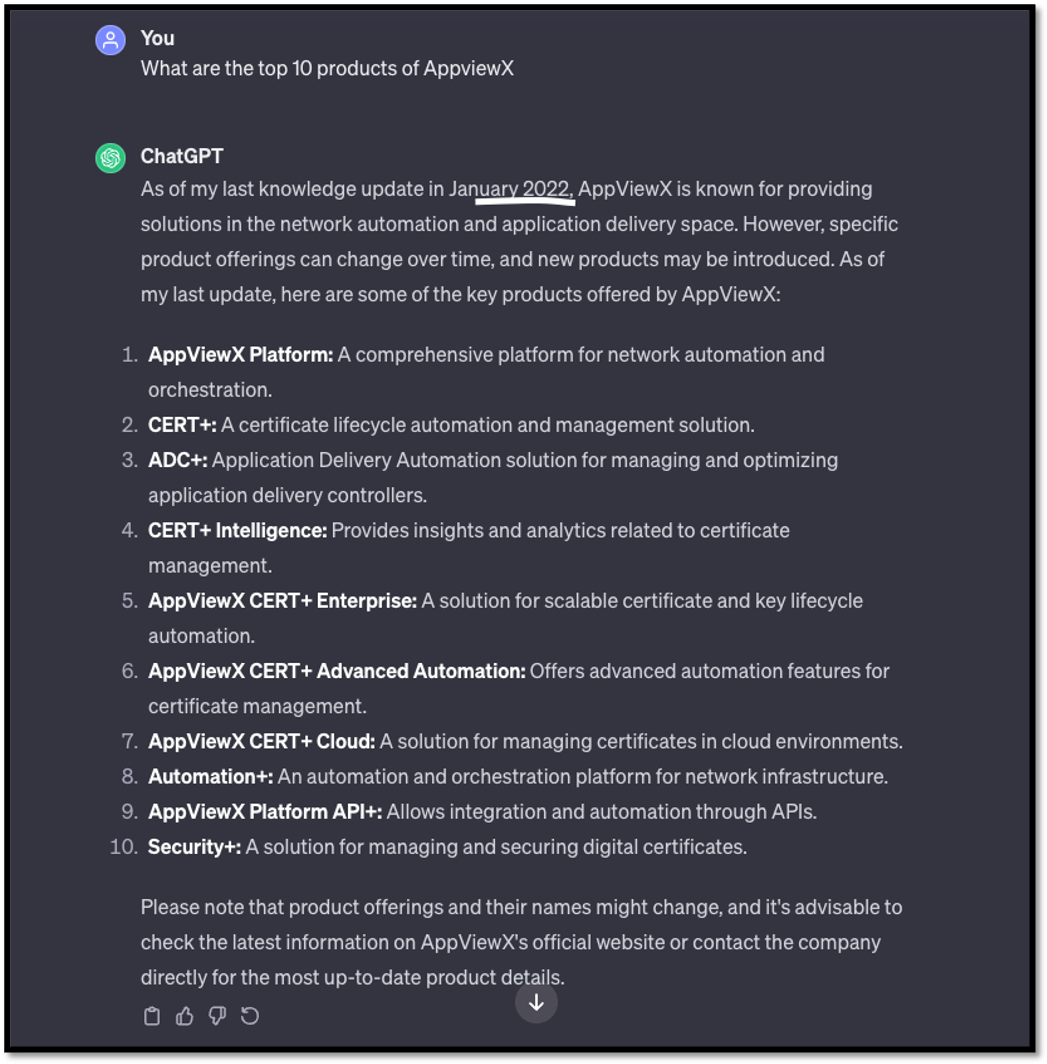 You
What are the top 10 products of AppviewX
ChatGPT
As of my last knowledge update in January 2022, AppViewX is known for providing
solutions in the network automation and application delivery space. However, specific
product offerings can change over time, and new products may be introduced. As of
my last update, here are some of the key products offered by AppViewX:
1. AppViewX Platform: A comprehensive platform for network automation and
orchestration.
2. CERT+: A certificate lifecycle automation and management solution.
3. ADC+: Application Delivery Automation solution for managing and optimizing
application delivery controllers.
4. CERT+ Intelligence: Provides insights and analytics related to certificate
management.
5. AppViewX CERT+ Enterprise: A solution for scalable certificate and key lifecycle
automation.
6. AppViewX CERT+ Advanced Automation: Offers advanced automation features for
certificate management.
7. AppViewX CERT+ Cloud: A solution for managing certificates in cloud environments.
8. Automation+: An automation and orchestration platform for network infrastructure.
9. AppViewX Platform API+: Allows integration and automation through APIs.
10. Security+: A solution for managing and securing digital certificates.
Please note that product offerings and their names might change, and it's advisable to
check the latest information on AppViewX's official website or contact the company
directly for the most up-to-date product details.